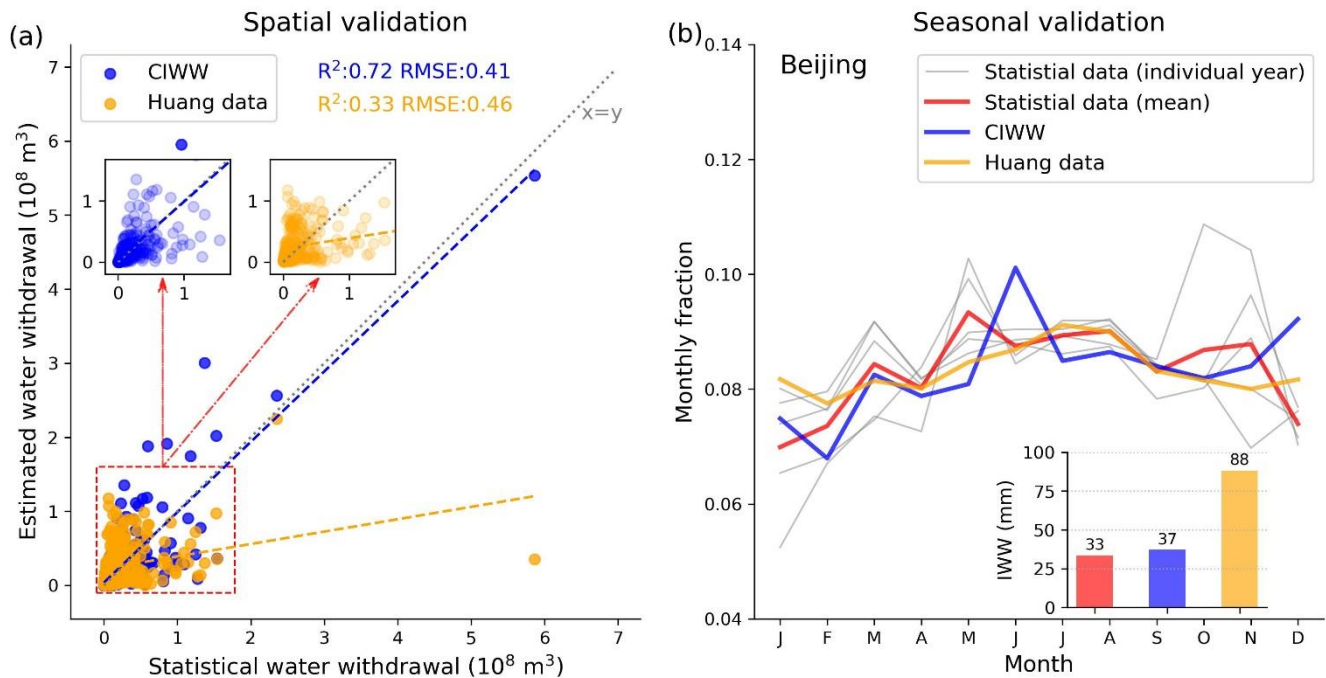 Spatial validation
(a)
CIWW
Huang data
R²:0.72 RMSE:0.41
R²:0.33 RMSE:0.46
x=y
7
6
5
4
3
2
1
0
1
0
0
1
1
0
0
1
Estimated water withdrawal (10⁸ m³)
0 1 2 3 4 5 6 7
Statistical water withdrawal (10⁸ m³)
Seasonal validation
(b)
Beijing
Statistial data (individual year)
Statistial data (mean)
CIWW
Huang data
0.14
0.12
0.10
0.08
0.06
0.04
Monthly fraction
100
75
50
25
0
IWW (mm)
33
37
88
J F M A M J J A S O N D
Month